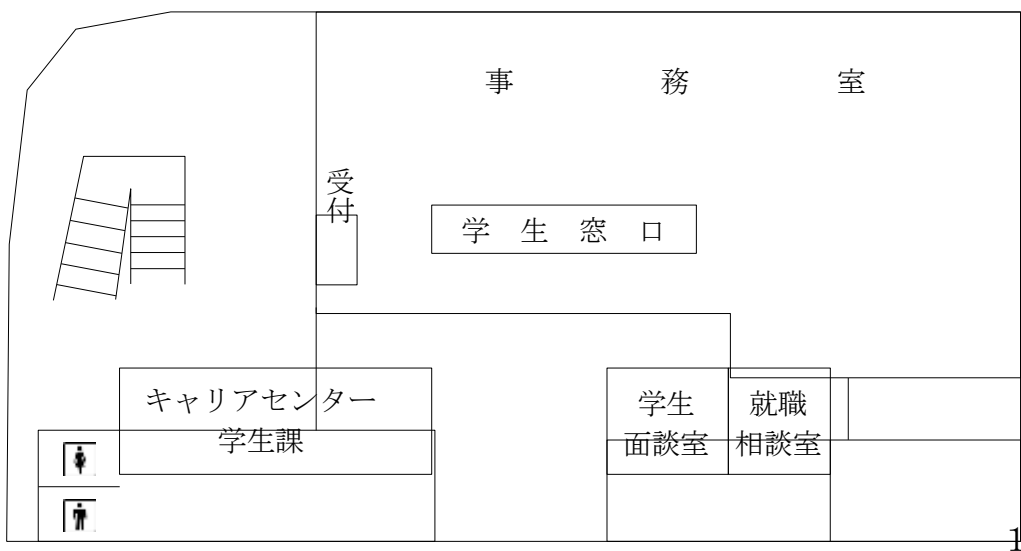 事務室
受付
学生窓口
キャリアセンター
学生課
学生
面談室
就職
相談室
1